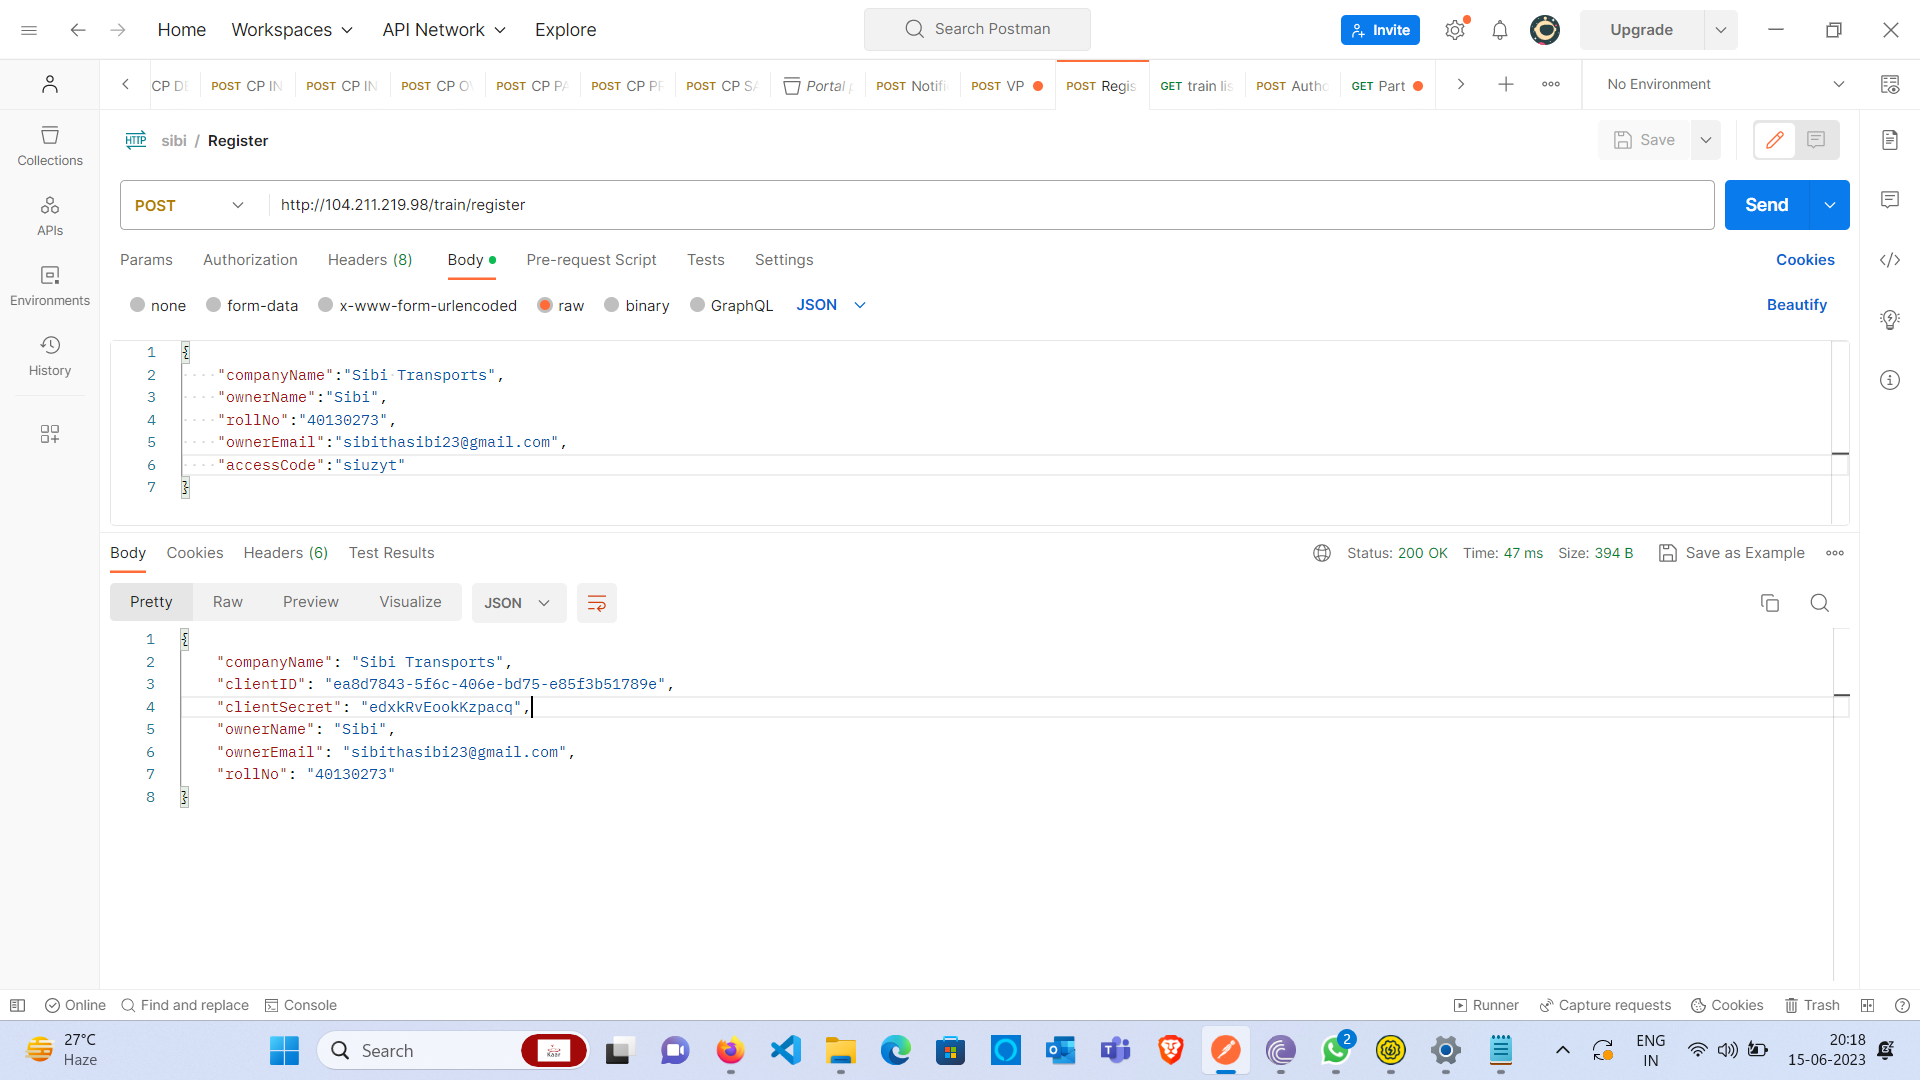 Home Workspaces API Network Explore Search Postman Invite Upgrade
CP DE POST CP IN POST CP IN POST CP O POST CP PA POST CP PF POST CP SA Portal POST Notifi POST VP POST Regis GET train lis POST Autho GET Part No Environment
HTTP sibi / Register Save
Collections
POST http://104.211.219.98/train/register Send
APIs
Params Authorization Headers (8) Body Pre-request Script Tests Settings Cookies
Environments
none form-data x-www-form-urlencoded raw binary GraphQL JSON Beautify
History
1 {
2 "companyName":"Sibi Transports",
3 "ownerName":"Sibi",
4 "rollNo":"40130273",
5 "ownerEmail":"sibithasibi23@gmail.com",
6 "accessCode":"siuzyt"
7 }
Body Cookies Headers (6) Test Results Status: 200 OK Time: 47 ms Size: 394 B Save as Example
Pretty Raw Preview Visualize JSON
1 {
2 "companyName": "Sibi Transports",
3 "clientID": "ea8d7843-5f6c-406e-bd75-e85f3b51789e",
4 "clientSecret": "edxkRvEookKzpacq",
5 "ownerName": "Sibi",
6 "ownerEmail": "sibithasibi23@gmail.com",
7 "rollNo": "40130273"
8 }
Online Find and replace Console Runner Capture requests Cookies Trash
27°C
Haze
Search
2
ENG
IN
20:18
15-06-2023